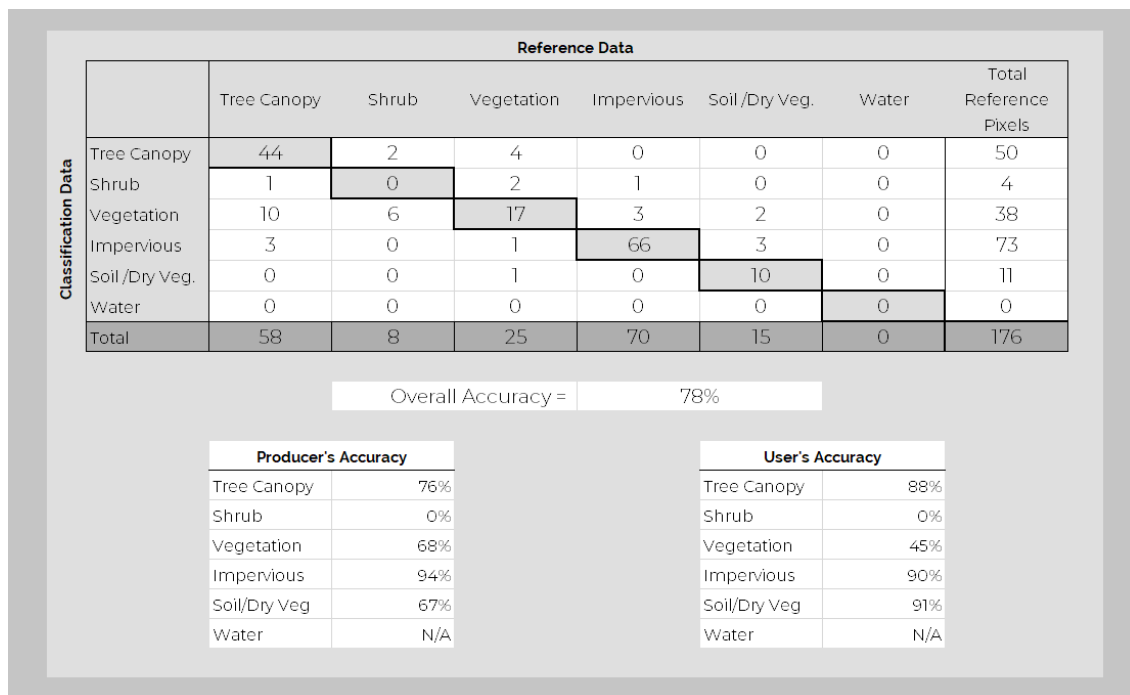 Reference Data
Classification Data
Tree Canopy Shrub Vegetation Impervious Soil/Dry Veg. Water Total Reference Pixels
Tree Canopy 44 2 4 0 0 0 50
Shrub 1 0 2 1 0 0 4
Vegetation 10 6 17 3 2 0 38
Impervious 3 0 1 66 3 0 73
Soil/Dry Veg. 0 0 1 0 10 0 11
Water 0 0 0 0 0 0 0
Total 58 8 25 70 15 0 176
Overall Accuracy = 78%
Producer's Accuracy
Tree Canopy 76%
Shrub 0%
Vegetation 68%
Impervious 94%
Soil/Dry Veg 67%
Water N/A
User's Accuracy
Tree Canopy 88%
Shrub 0%
Vegetation 45%
Impervious 90%
Soil/Dry Veg 91%
Water N/A